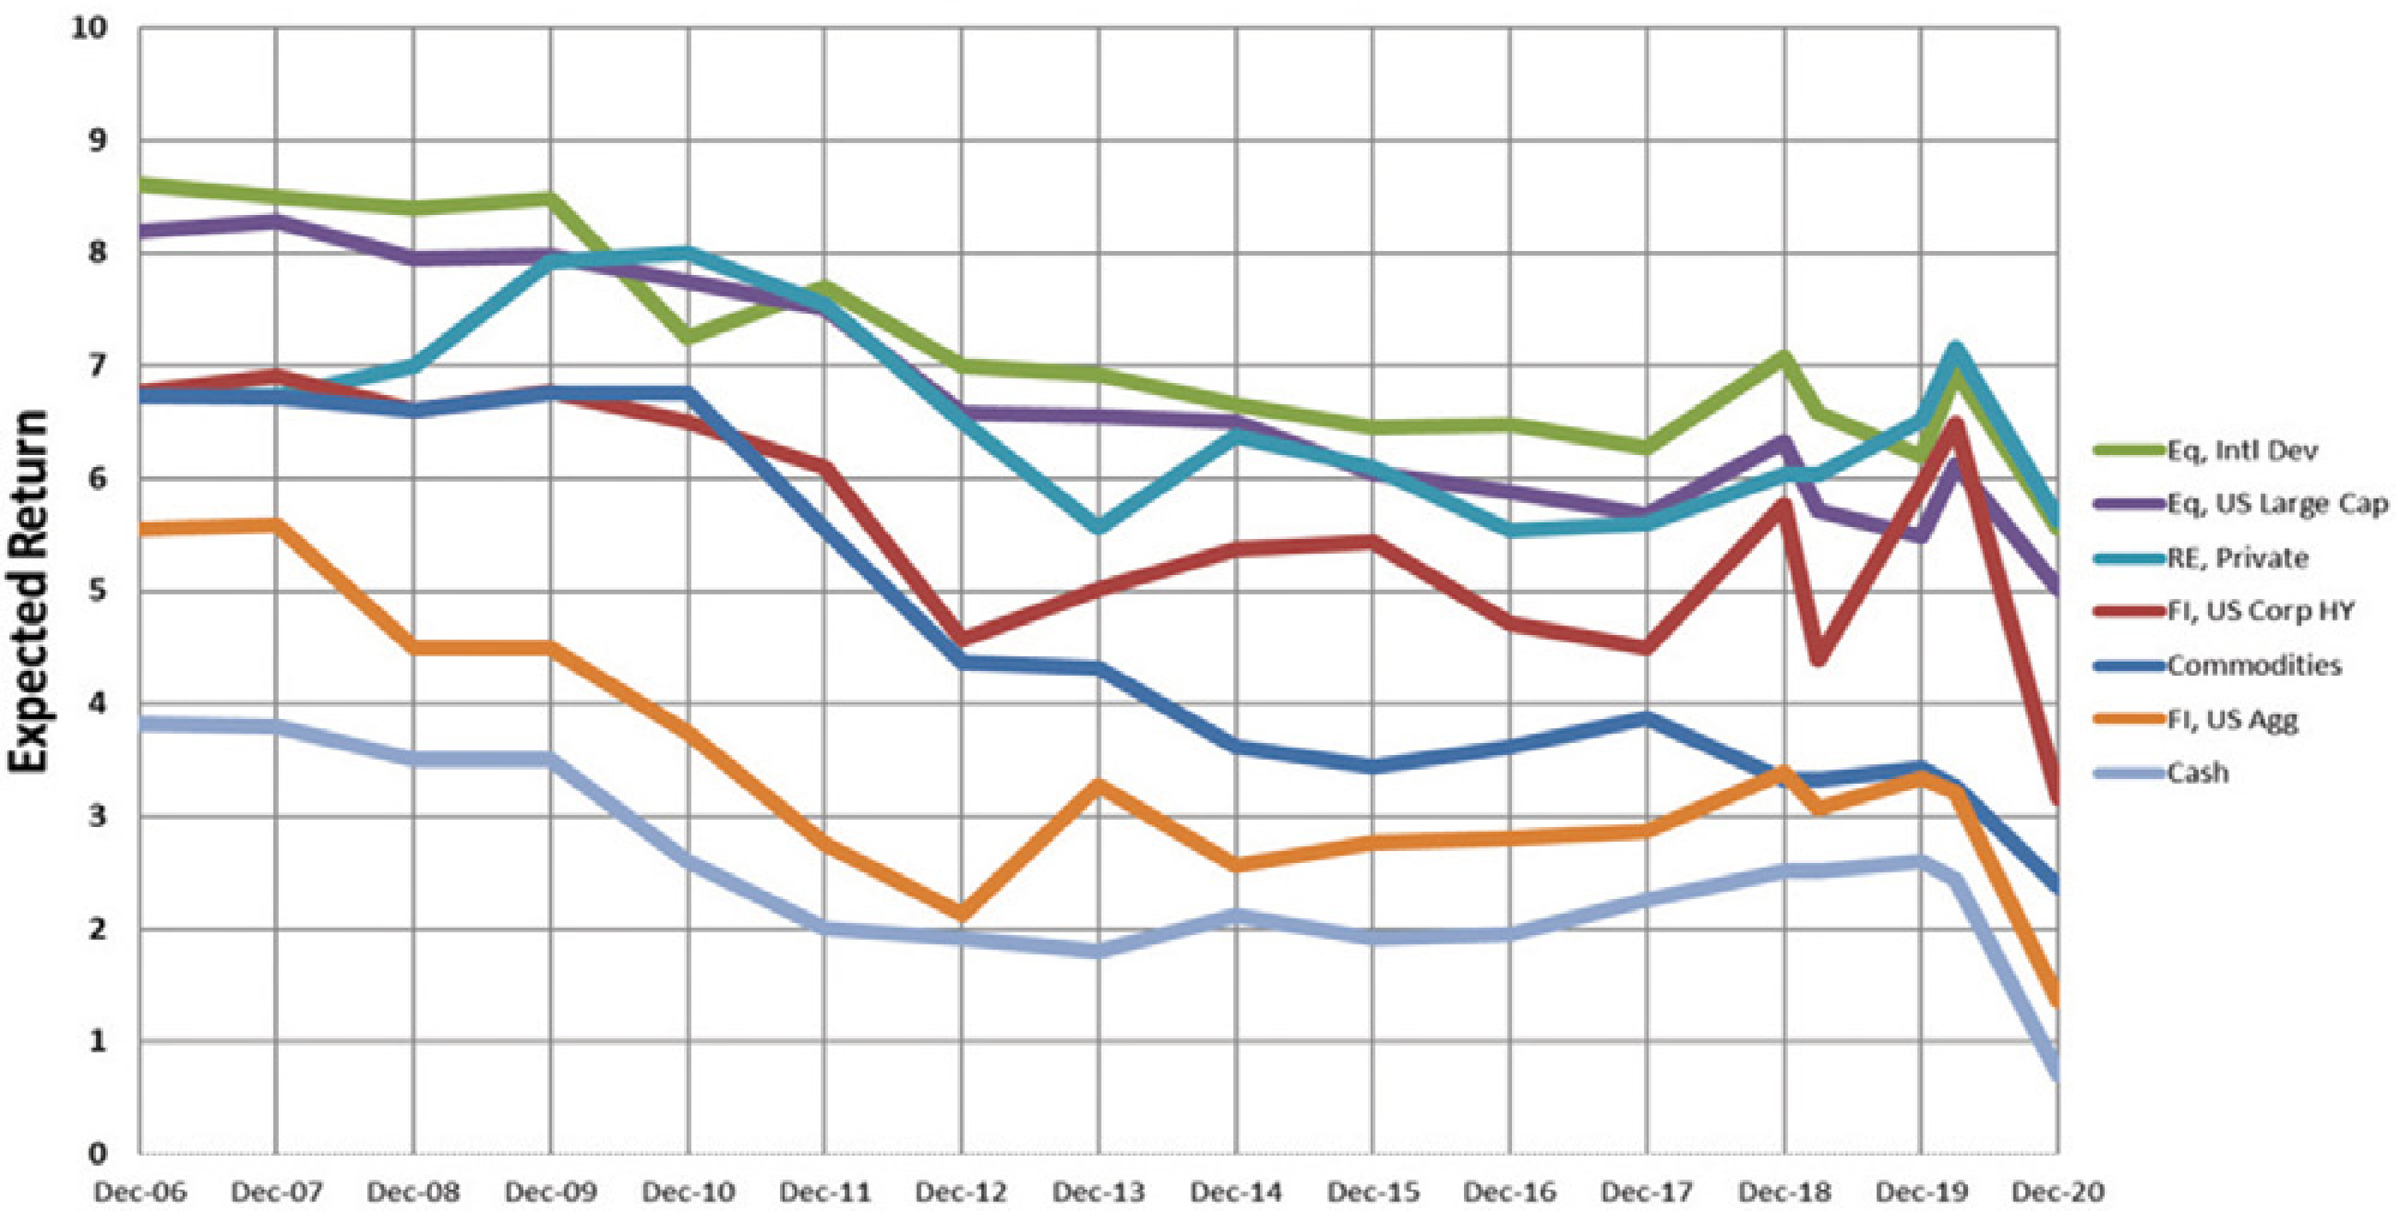 10
9
8
7
6
5
4
3
2
1
0
Expected Return
Dec-06 Dec-07 Dec-08 Dec-09 Dec-10 Dec-11 Dec-12 Dec-13 Dec-14 Dec-15 Dec-16 Dec-17 Dec-18 Dec-19 Dec-20
Eq, Intl Dev
Eq, US Large Cap
RE, Private
FI, US Corp HY
Commodities
FI, US Agg
Cash